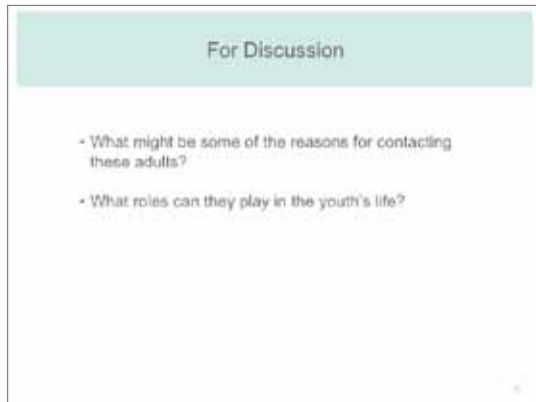 For Discussion
• What might be some of the reasons for contacting
these adults?
• What roles can they play in the youth's life?